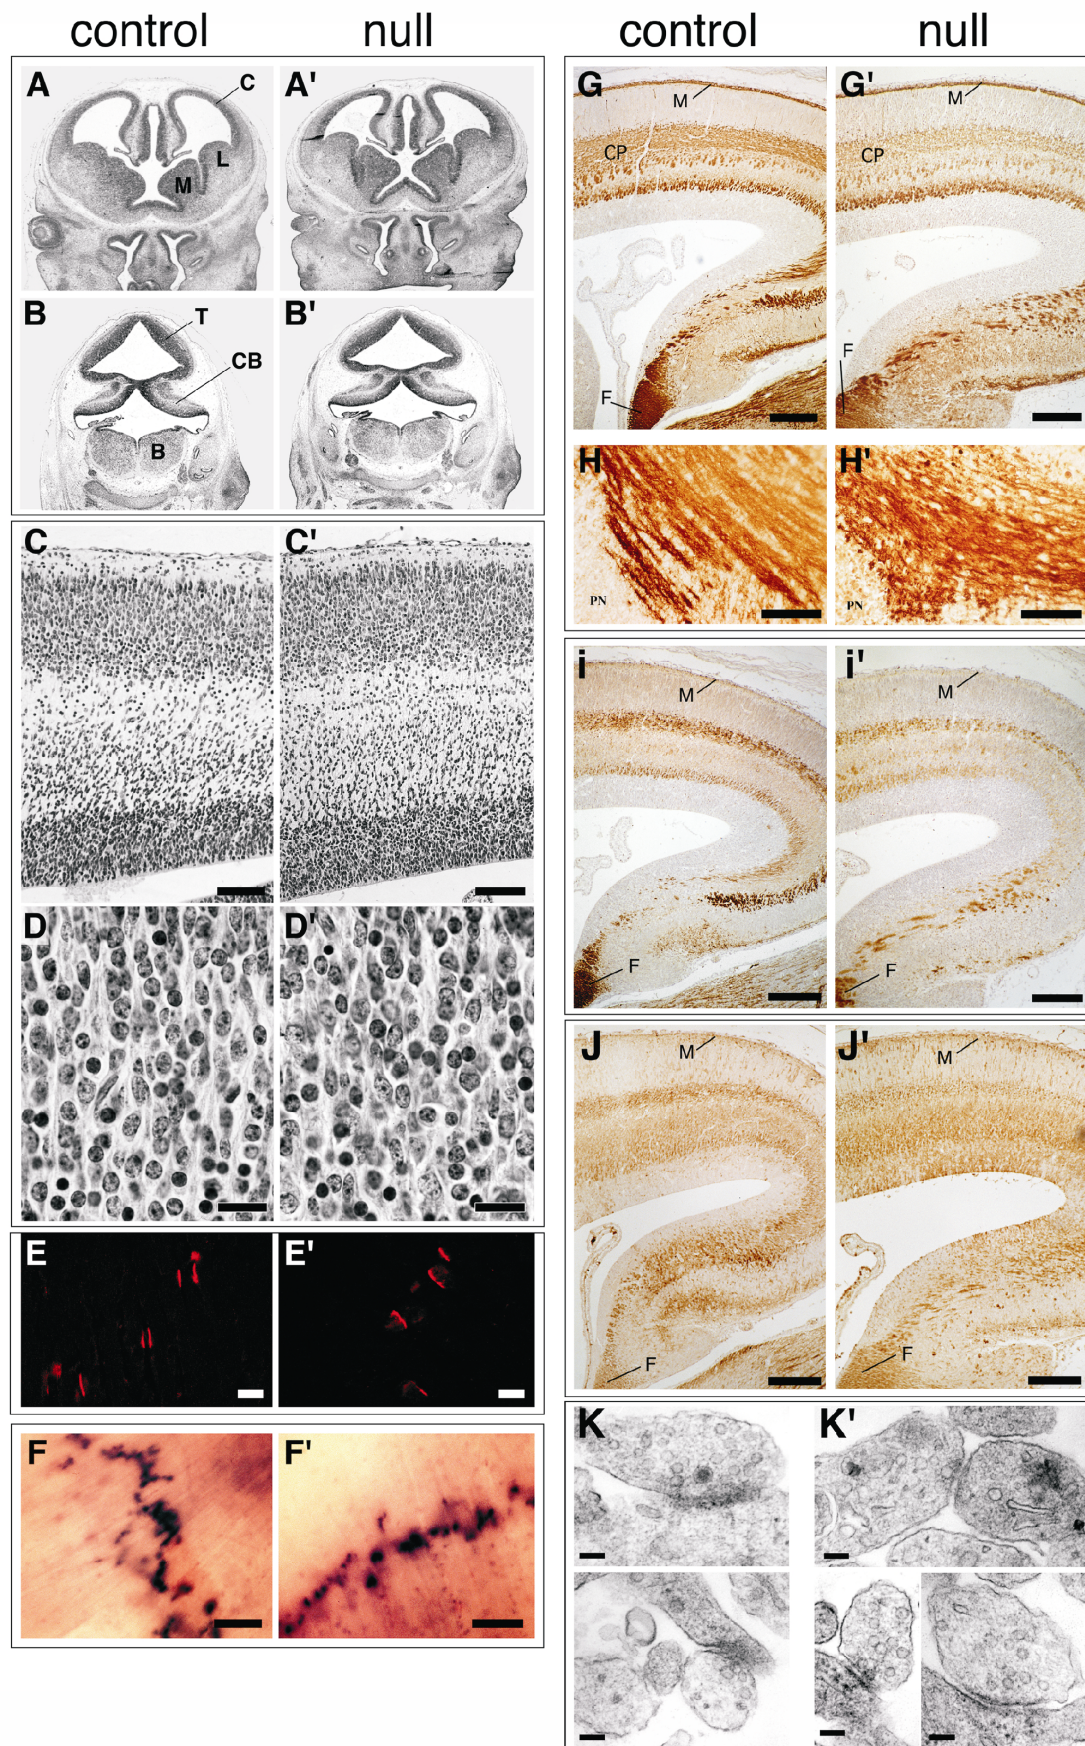 control null control null
A C L M A'
B T CB B B'
C C'
D D'
E E'
F F'
G M CP F G' M CP F
H PN H' PN
i M F i' M F
J M F J' M F
K K'